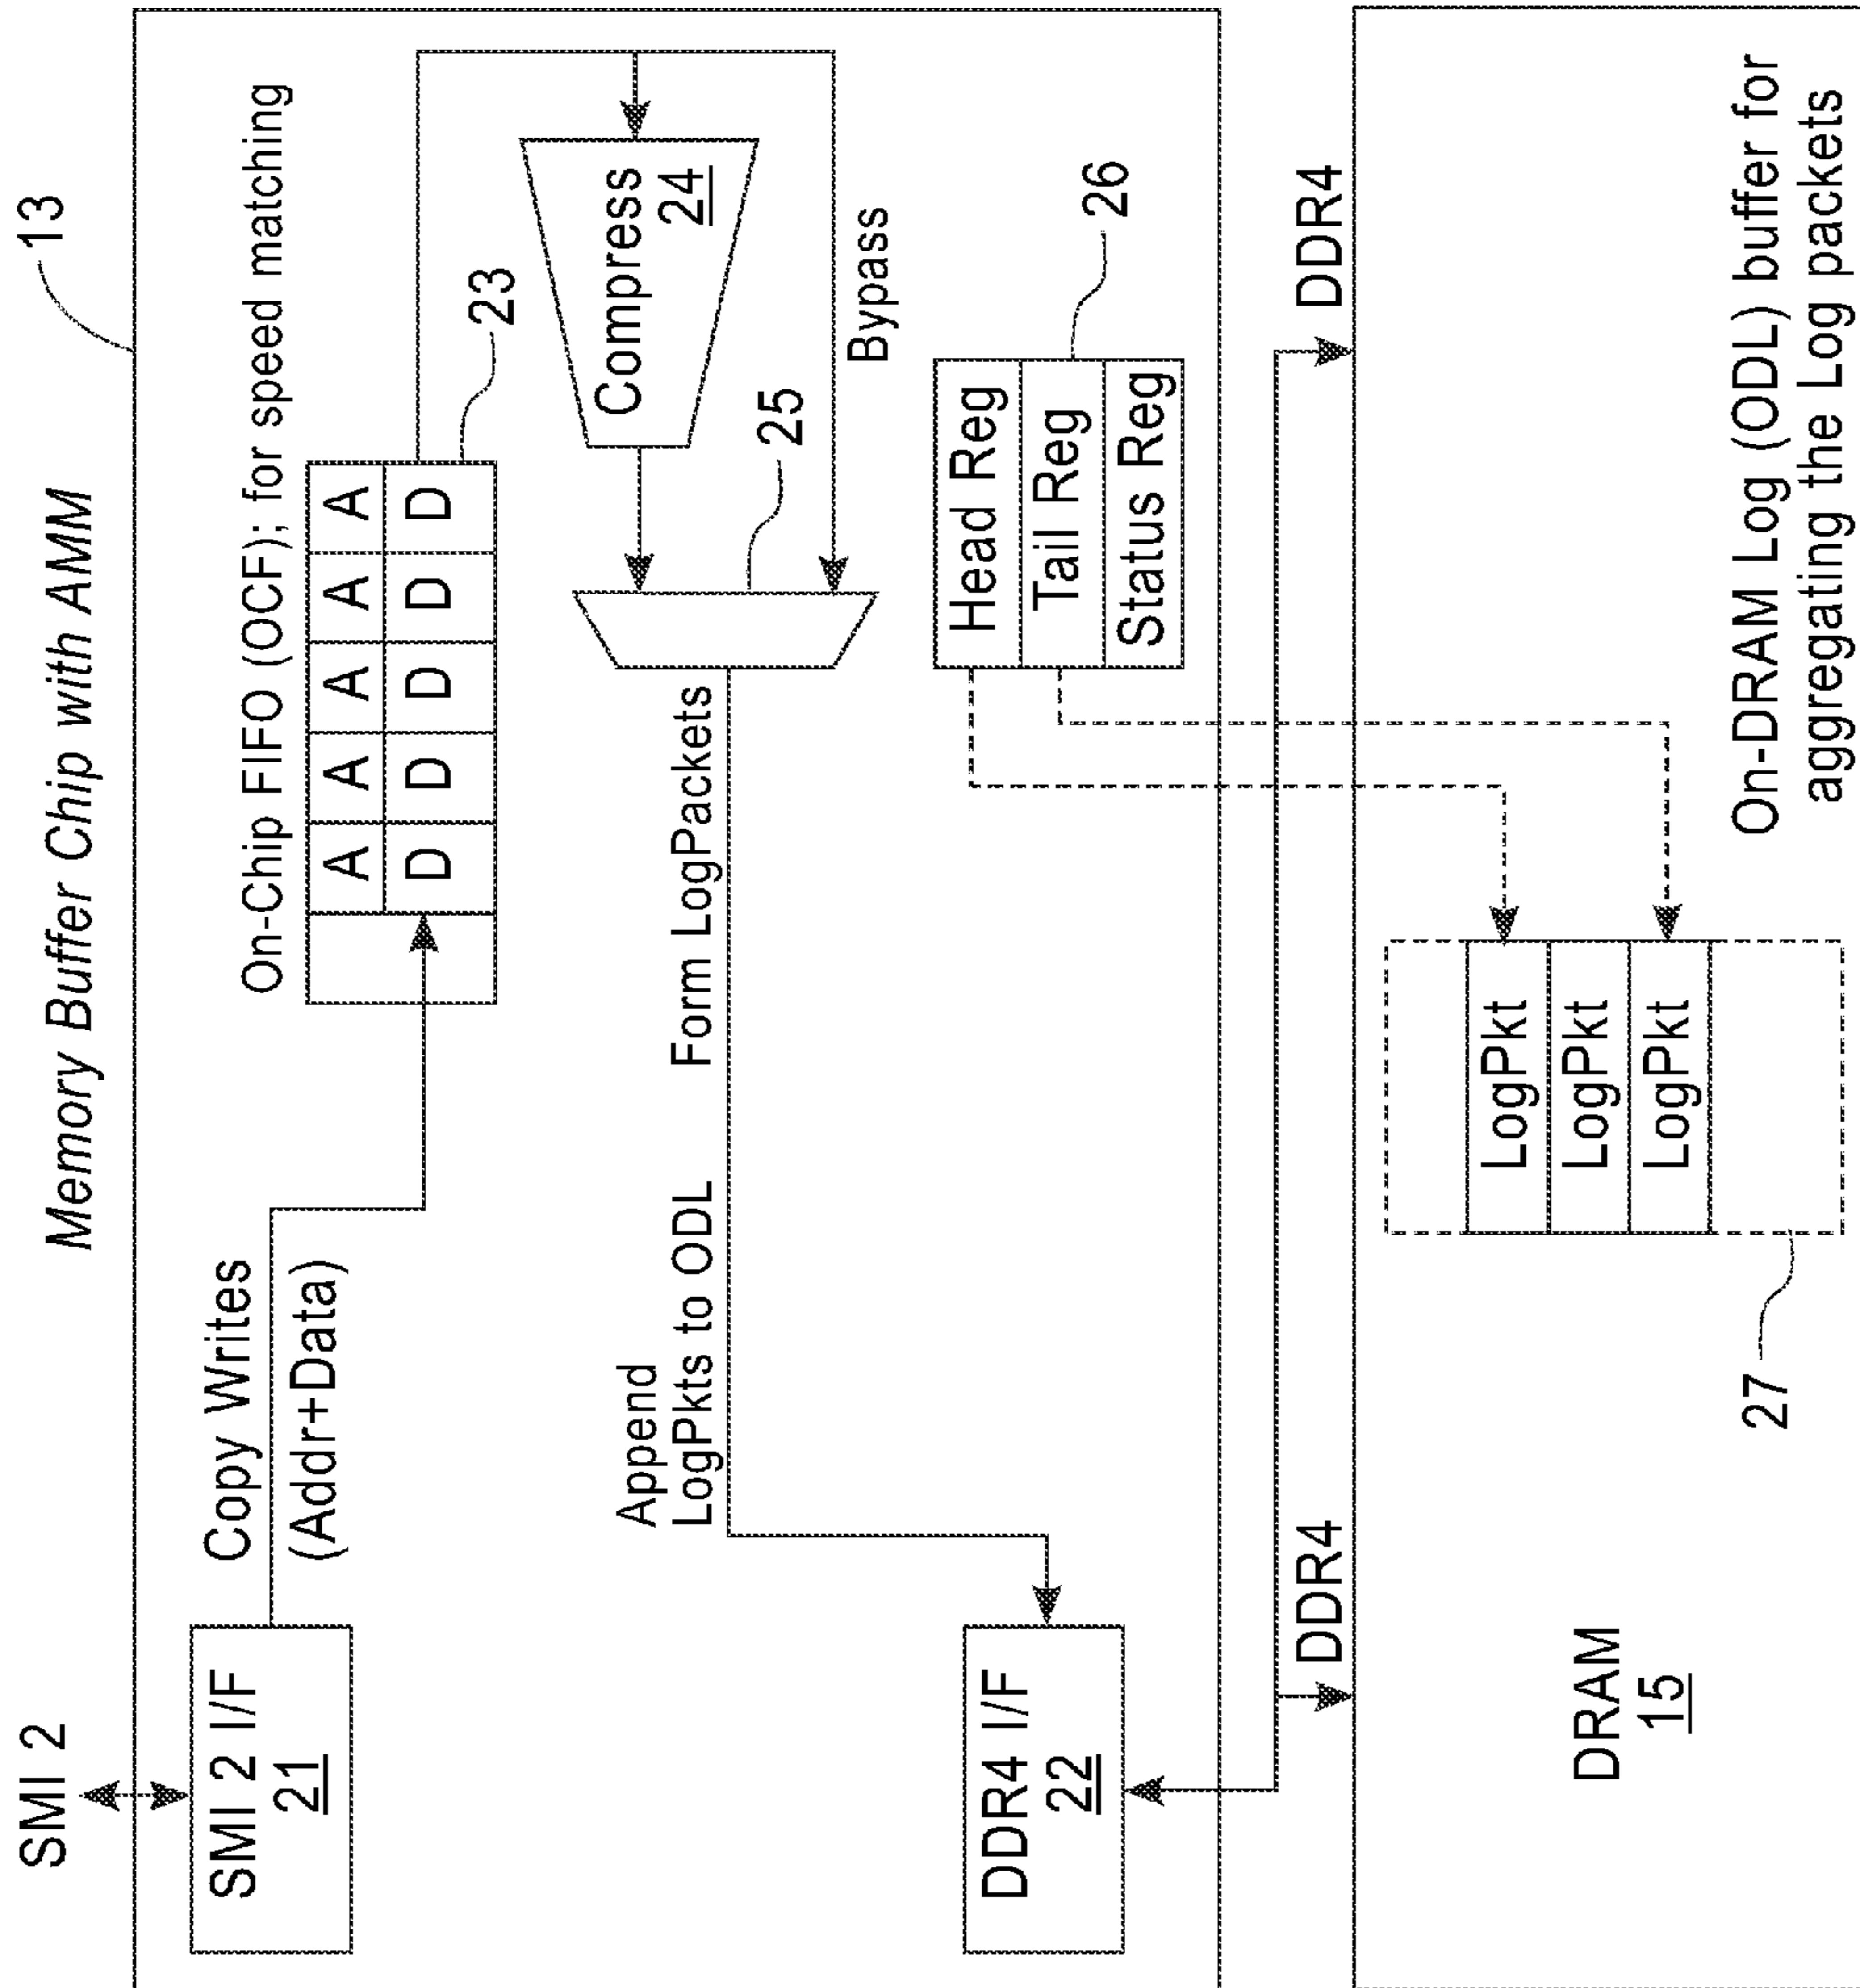 Memory Buffer Chip with AMM
13
SMI 2
SMI 2 I/F
21
Copy Writes
(Addr+Data)
On-Chip FIFO (OCF); for speed matching
A A A A A
D D D D D
23
Compress
24
25
Bypass
Form LogPackets
Append
LogPkts to ODL
Head Reg
Tail Reg
Status Reg
26
DDR4 I/F
22
DDR4
DDR4
DRAM
15
LogPkt
LogPkt
LogPkt
27
On-DRAM Log (ODL) buffer for
aggregating the Log packets